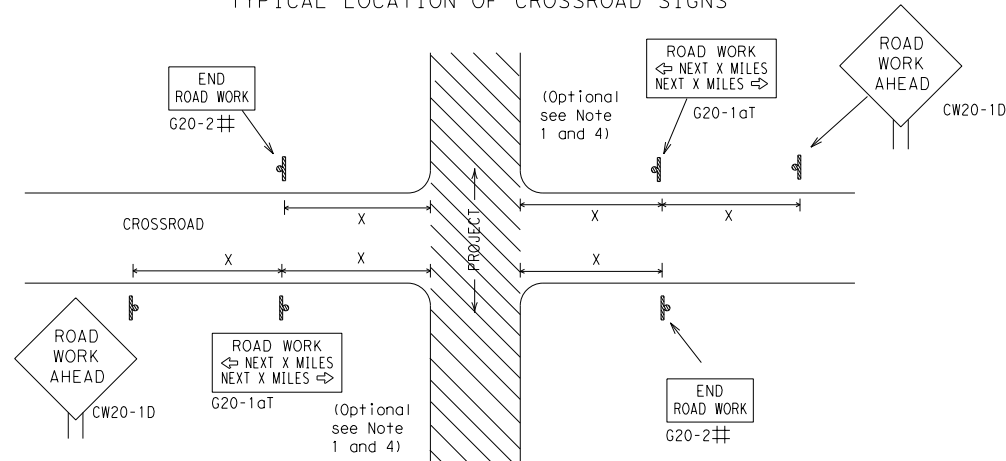 TYPICAL LOCATION OF CROSSROAD SIGNS
END
ROAD WORK
G20-2#
(Optional
see Note
1 and 4)
ROAD WORK
⇦ NEXT X MILES
NEXT X MILES ⇨
G20-1aT
ROAD
WORK
AHEAD
CW20-1D
CROSSROAD
X
X
X
PROJECT
X
X
X
ROAD
WORK
AHEAD
CW20-1D
ROAD WORK
⇦ NEXT X MILES
NEXT X MILES ⇨
G20-1aT
(Optional
see Note
1 and 4)
END
ROAD WORK
G20-2#